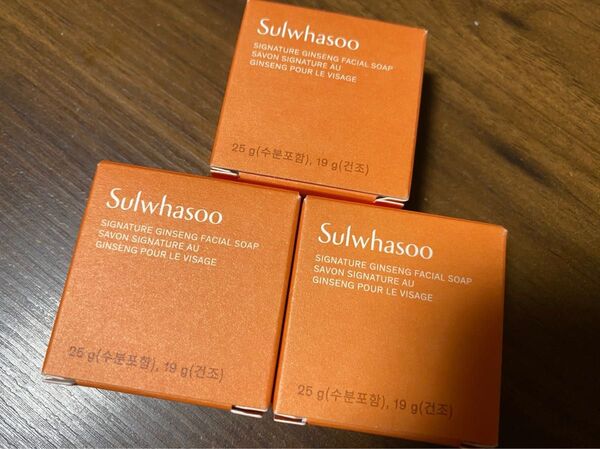 Sulwhasoo
SIGNATURE GINSENG FACIAL SOAP
SAVON SIGNATURE AU
GINSENG POUR LE VISAGE
25 g(수분포함), 19 g(건조)
Sulwhasoo
SIGNATURE GINSENG FACIAL SOAP
SAVON SIGNATURE AU
GINSENG POUR LE VISAGE
25 g(수분포함), 19 g(건조)
Sulwhasoo
SIGNATURE GINSENG FACIAL SOAP
SAVON SIGNATURE AU
GINSENG POUR LE VISAGE
25 g(수분포함), 19 g(건조)